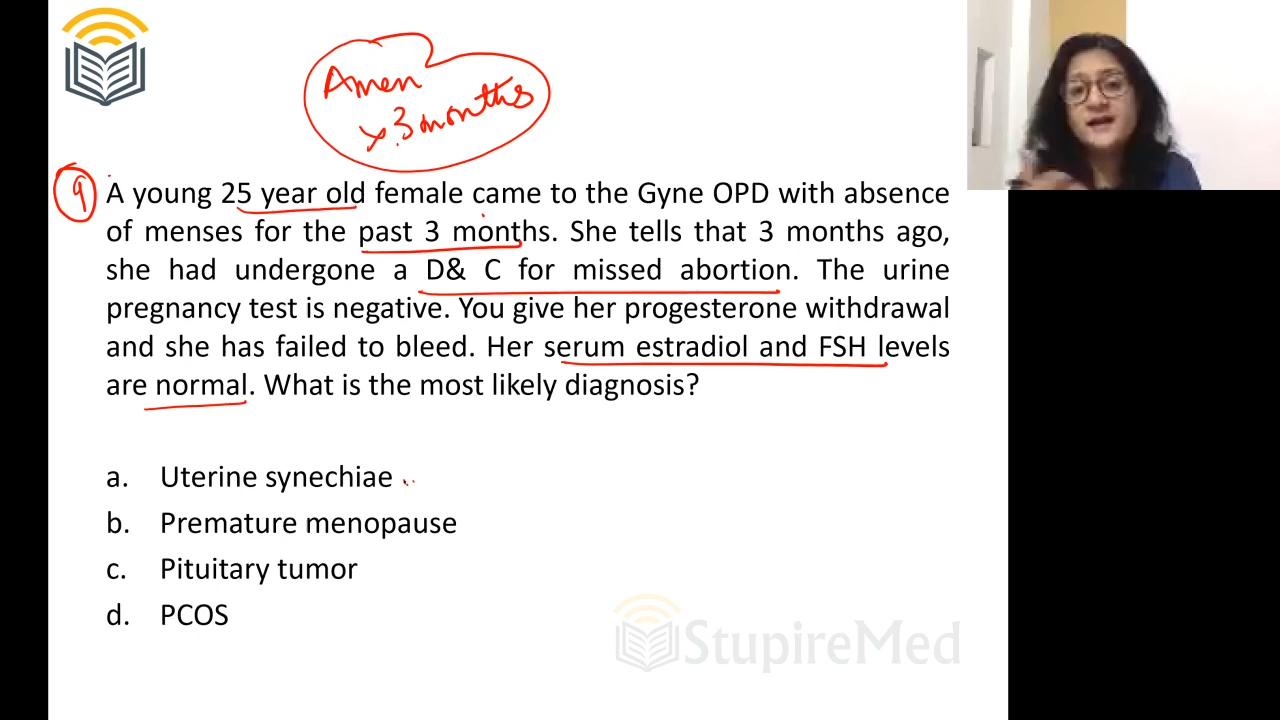 Amen
x 3 months
9 A young 25 year old female came to the Gyne OPD with absence
of menses for the past 3 months. She tells that 3 months ago,
she had undergone a D& C for missed abortion. The urine
pregnancy test is negative. You give her progesterone withdrawal
and she has failed to bleed. Her serum estradiol and FSH levels
are normal. What is the most likely diagnosis?
a. Uterine synechiae
b. Premature menopause
c. Pituitary tumor
d. PCOS
StupireMed